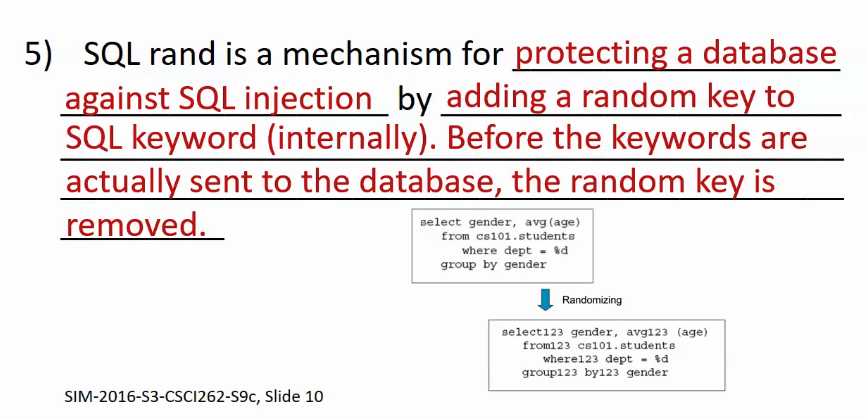 5) SQL rand is a mechanism for protecting a database
against SQL injection by adding a random key to
SQL keyword (internally). Before the keywords are
actually sent to the database, the random key is
removed.
select gender, avg(age)
from cs101.students
where dept = %d
group by gender
Randomizing
select123 gender, avg123 (age)
from123 cs101.students
where123 dept = %d
group123 by123 gender
SIM-2016-S3-CSCI262-S9c, Slide 10